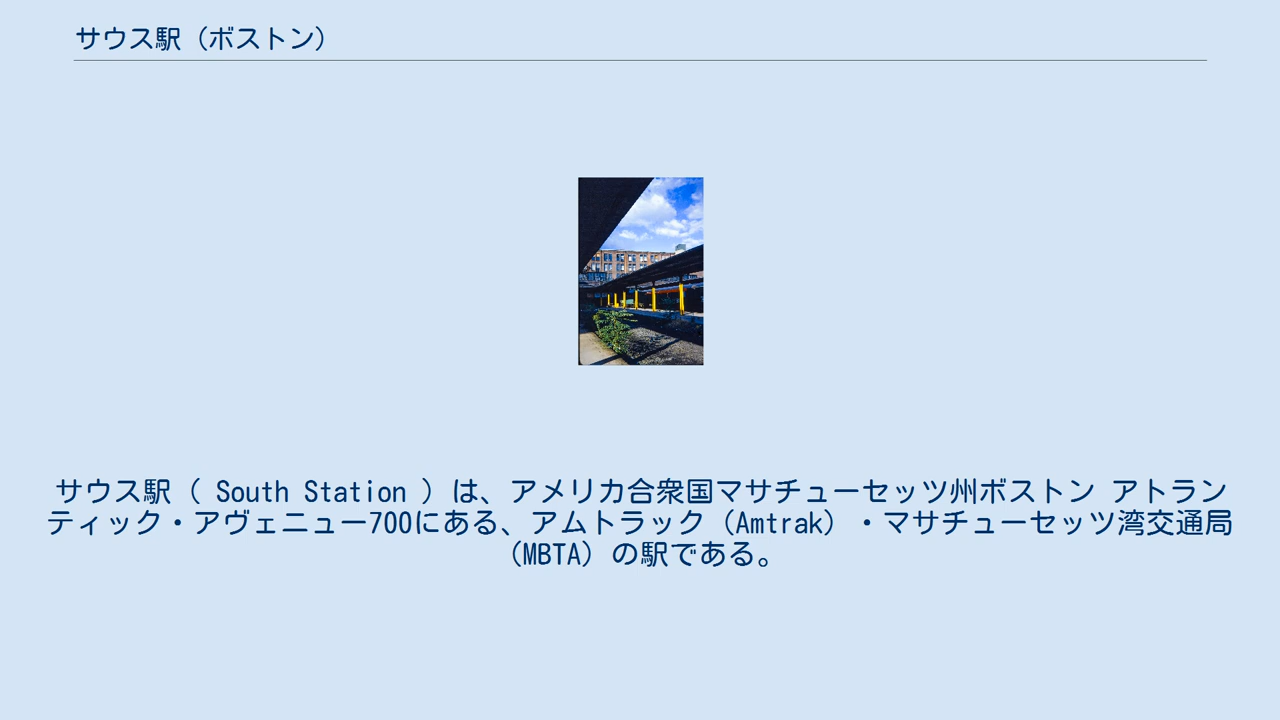 サウス駅（ボストン）
サウス駅（ South Station ）は、アメリカ合衆国マサチューセッツ州ボストン アトラン
ティック・アヴェニュー700にある、アムトラック（Amtrak）・マサチューセッツ湾交通局
（MBTA）の駅である。